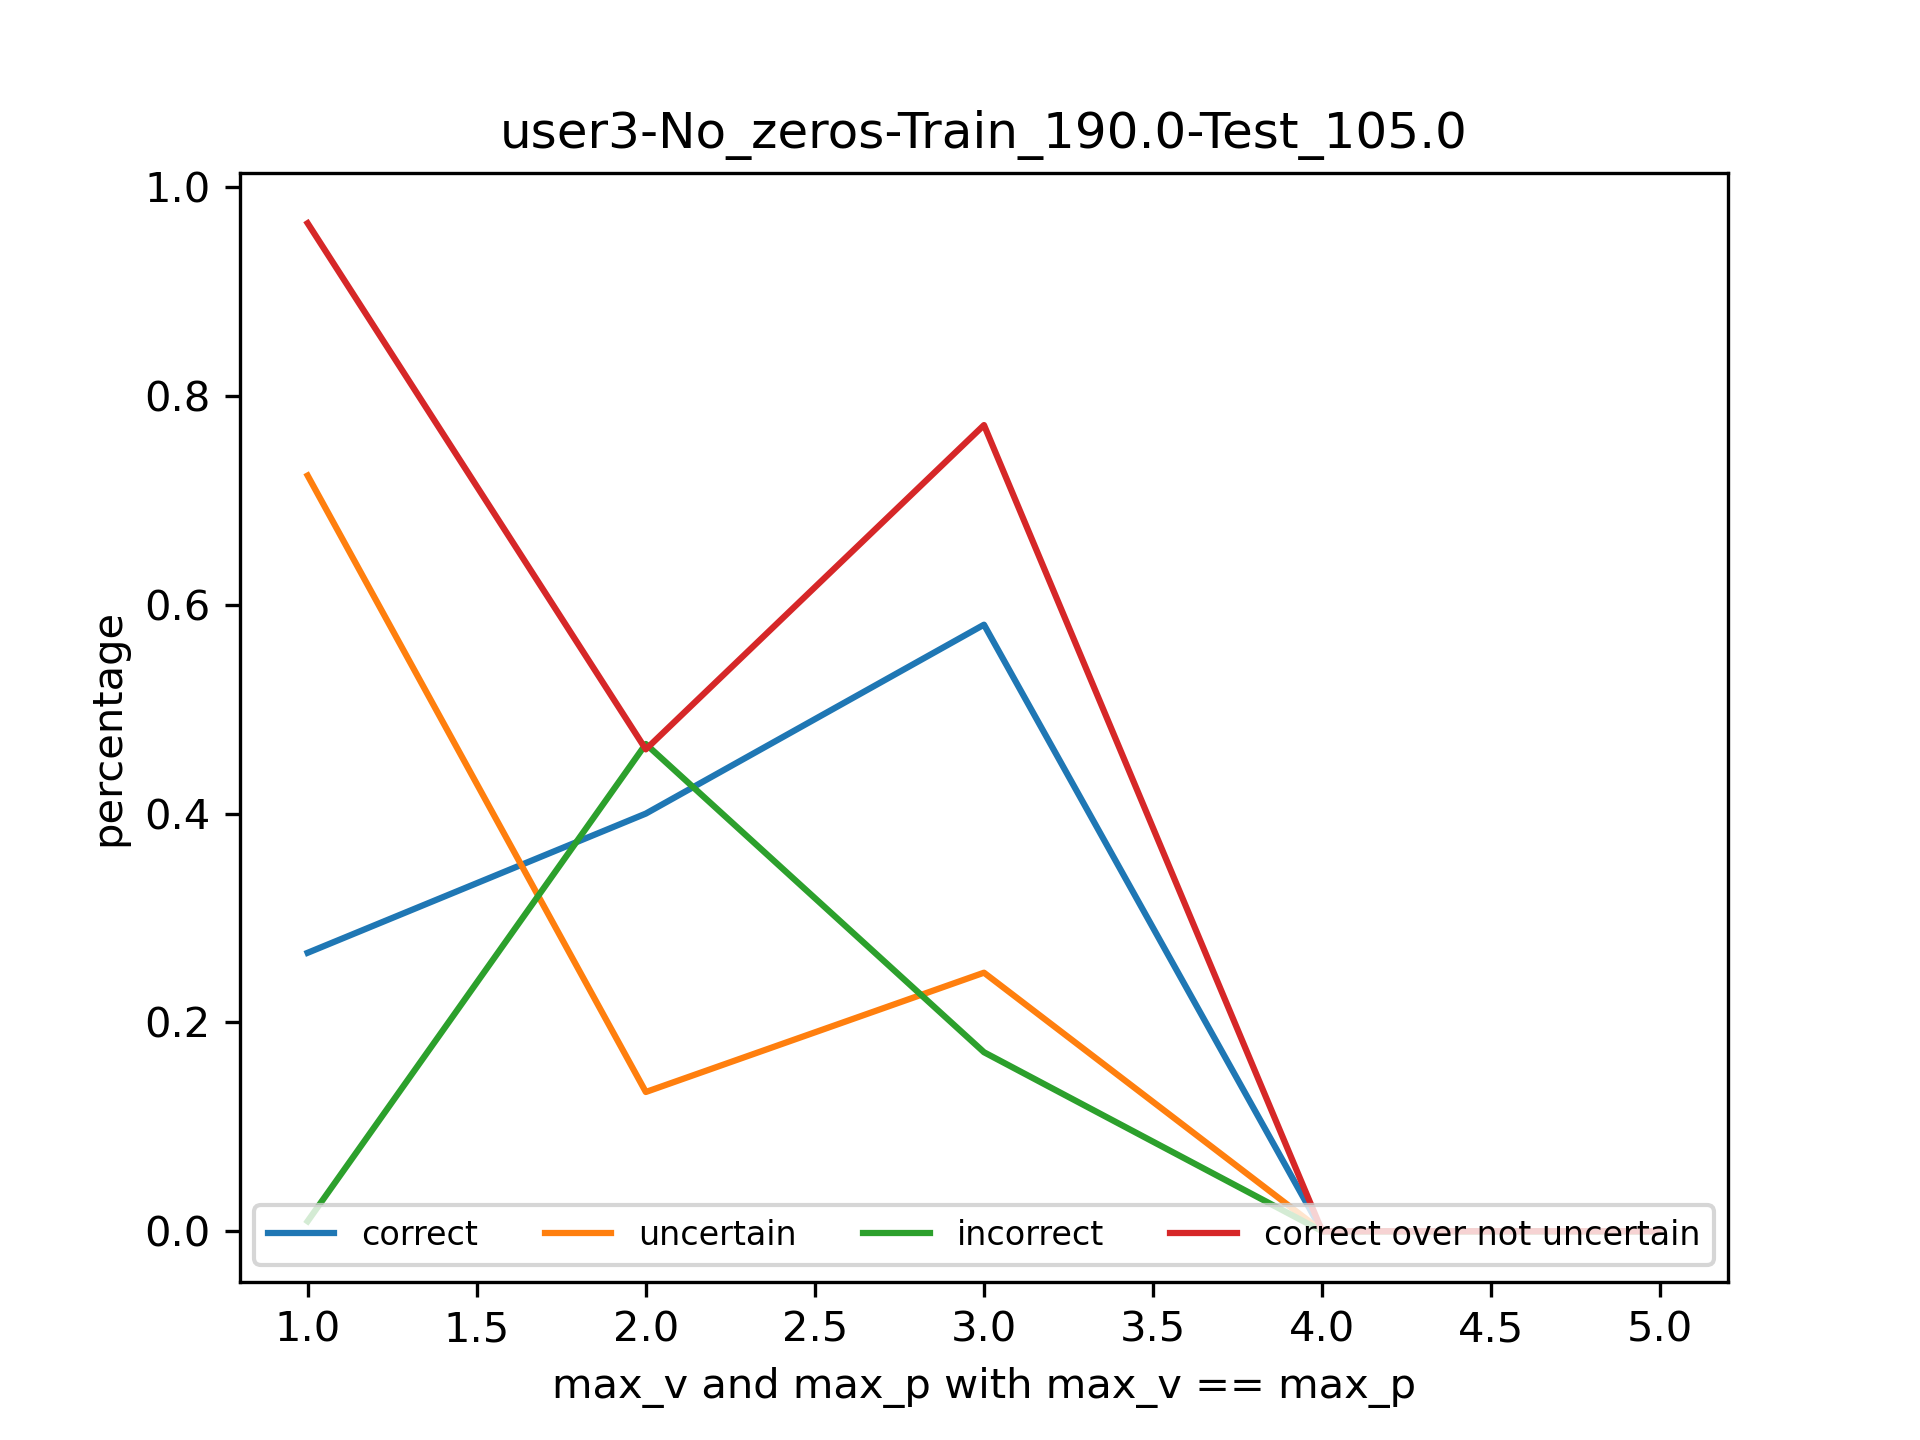 user3-No_zeros-Train_190.0-Test_105.0
1.0
0.8
0.6
0.4
0.2
0.0
percentage
correct uncertain incorrect correct over not uncertain
1.0 1.5 2.0 2.5 3.0 3.5 4.0 4.5 5.0
max_v and max_p with max_v == max_p